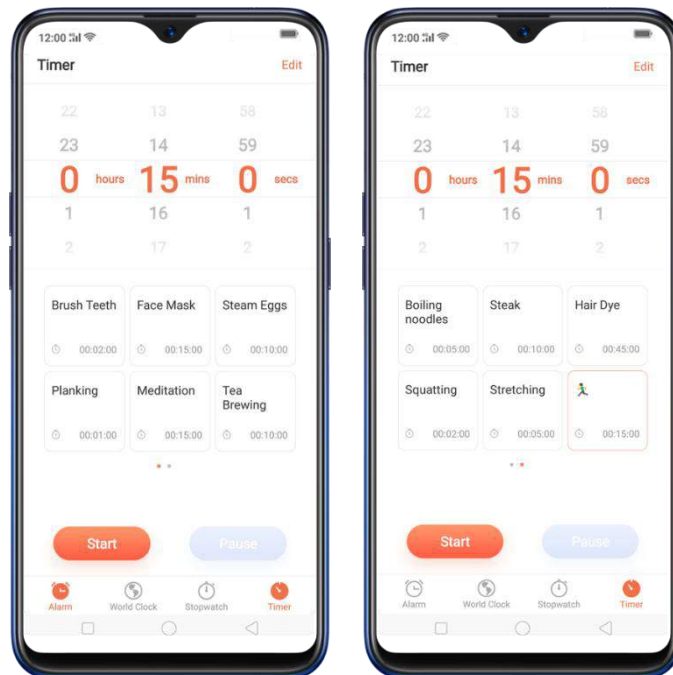 12:00
Timer
Edit
22 13 58
23 14 59
0 hours 15 mins 0 secs
1 16 1
2 17 2
Brush Teeth
00:02:00
Face Mask
00:15:00
Steam Eggs
00:10:00
Planking
00:01:00
Meditation
00:15:00
Tea
Brewing
00:10:00
Start
Pause
Alarm
World Clock
Stopwatch
Timer
12:00
Timer
Edit
22 13 58
23 14 59
0 hours 15 mins 0 secs
1 16 1
2 17 2
Boiling
noodles
00:05:00
Steak
00:10:00
Hair Dye
00:45:00
Squatting
00:02:00
Stretching
00:05:00
00:15:00
Start
Pause
Alarm
World Clock
Stopwatch
Timer